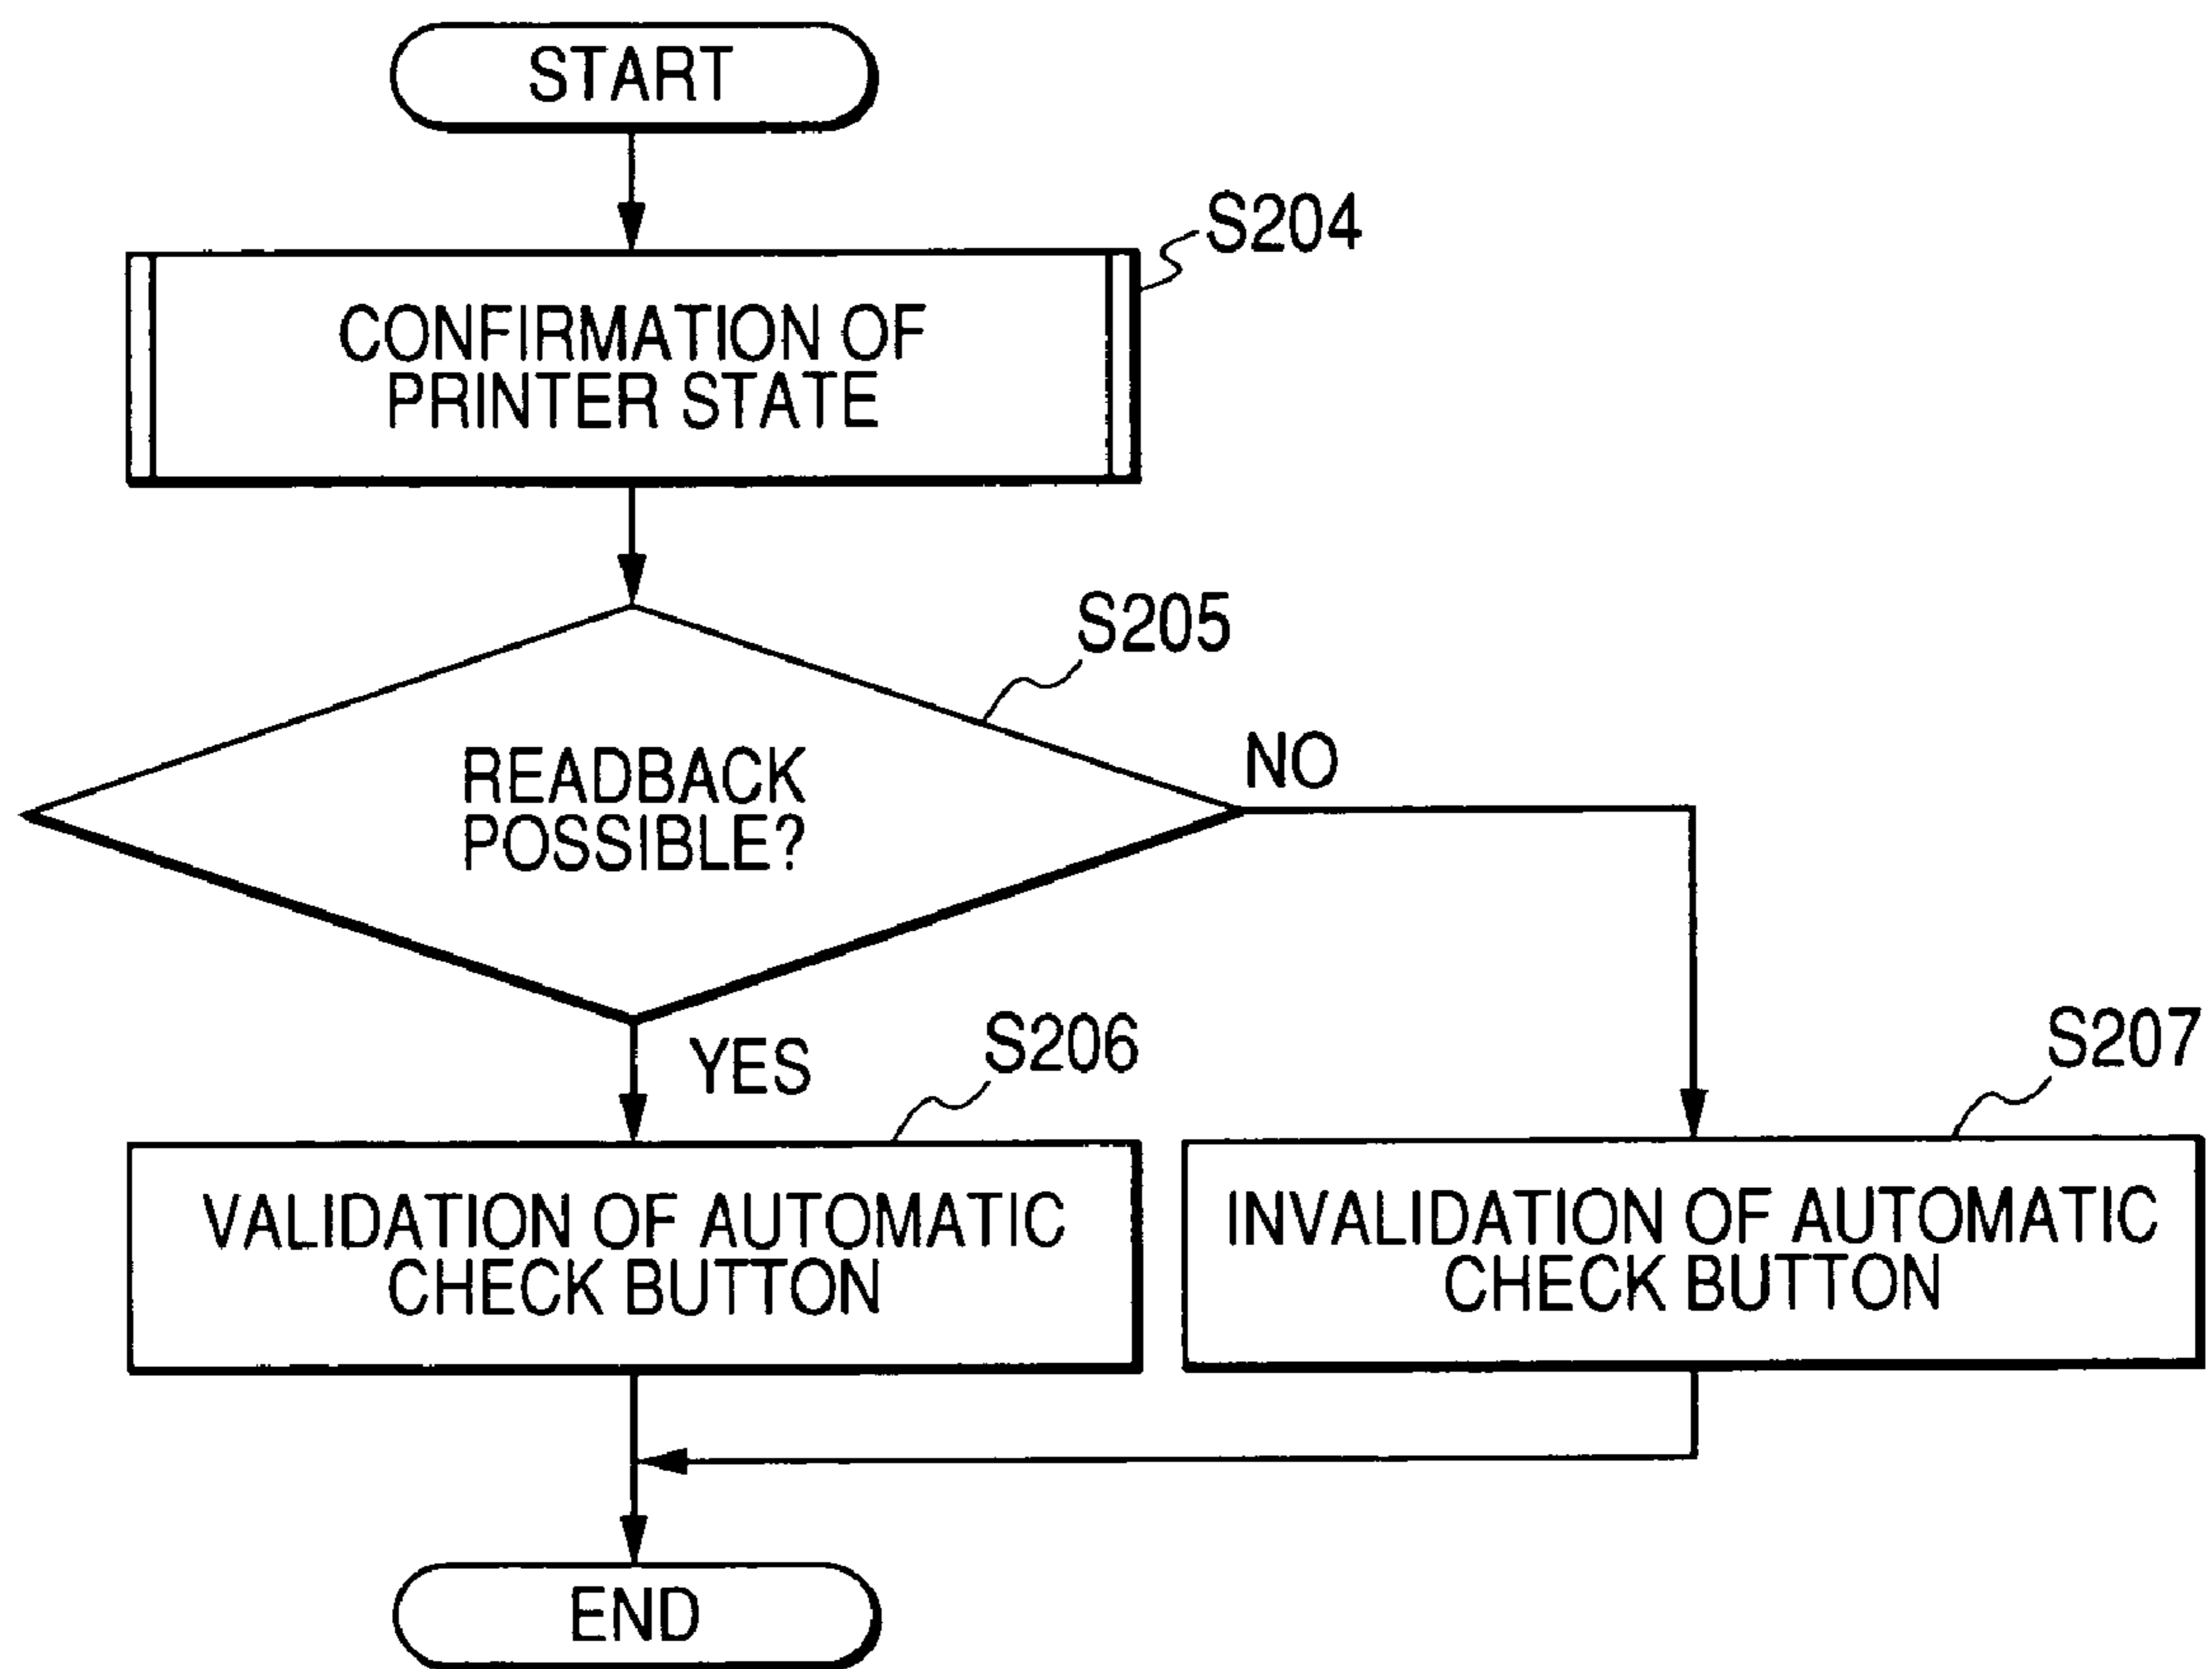 START
S204
CONFIRMATION OF
PRINTER STATE
S205
READBACK
POSSIBLE?
NO
YES
S206
S207
VALIDATION OF AUTOMATIC
CHECK BUTTON
INVALIDATION OF AUTOMATIC
CHECK BUTTON
END